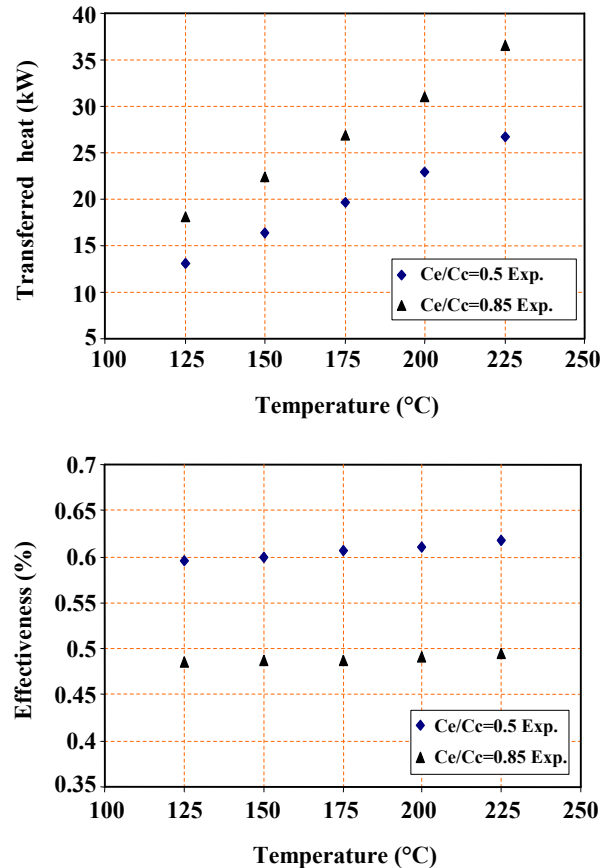 Transferred heat (kW)
40
35
30
25
20
15
10
5
Ce/Cc=0.5 Exp.
Ce/Cc=0.85 Exp.
100 125 150 175 200 225 250
Temperature (°C)
Effectiveness (%)
0.7
0.65
0.6
0.55
0.5
0.45
0.4
0.35
Ce/Cc=0.5 Exp.
Ce/Cc=0.85 Exp.
100 125 150 175 200 225 250
Temperature (°C)